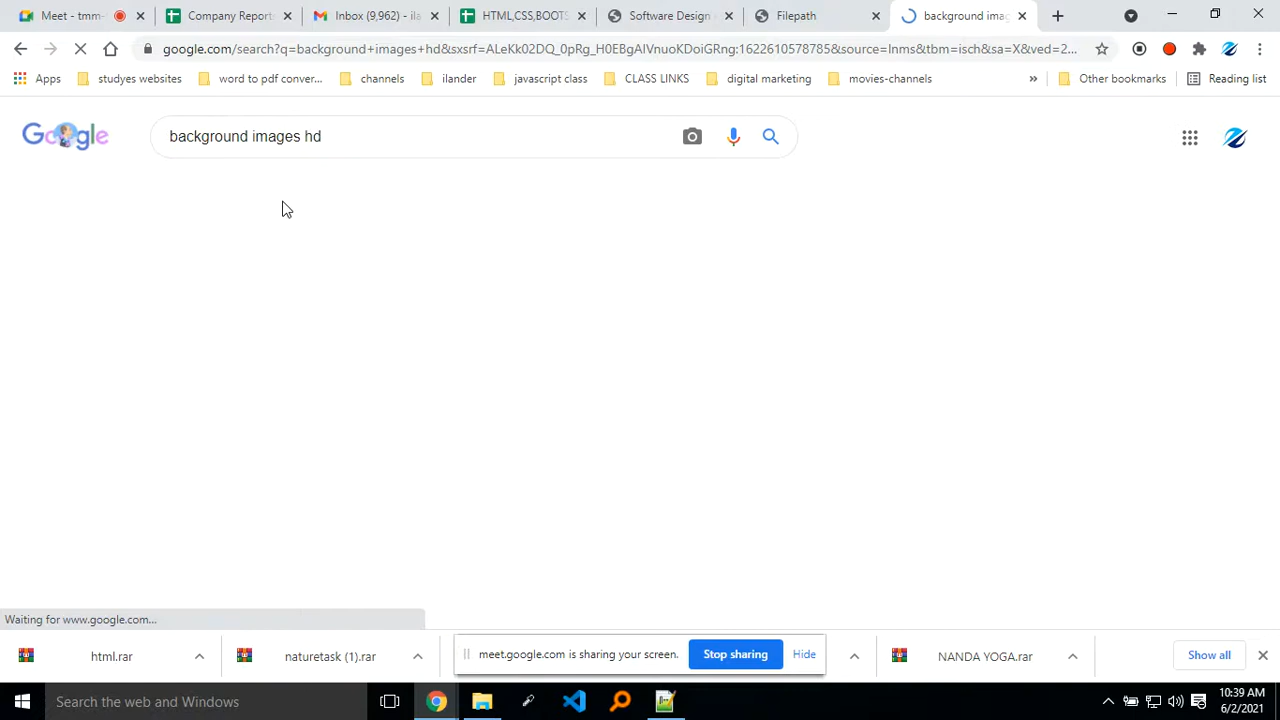 Meet - tmm-
Company Report
Inbox (9,962) - ila
HTML,CSS,BOOTS
Software Design
Filepath
background imag
google.com/search?q=background+images+hd&sxsrf=ALeKk02DQ_0pRg_H0EBgAIVnuoKDoiGRqg:1622610578785&source=lnms&tbm=isch&sa=X&ved=2...
Apps
studyes websites
word to pdf conver...
channels
ilander
javascript class
CLASS LINKS
digital marketing
movies-channels
»
Other bookmarks
Reading list
Google
background images hd
Waiting for www.google.com...
html.rar
naturetask (1).rar
meet.google.com is sharing your screen.
Stop sharing
Hide
NANDA YOGA.rar
Show all
Search the web and Windows
10:39 AM
6/2/2021